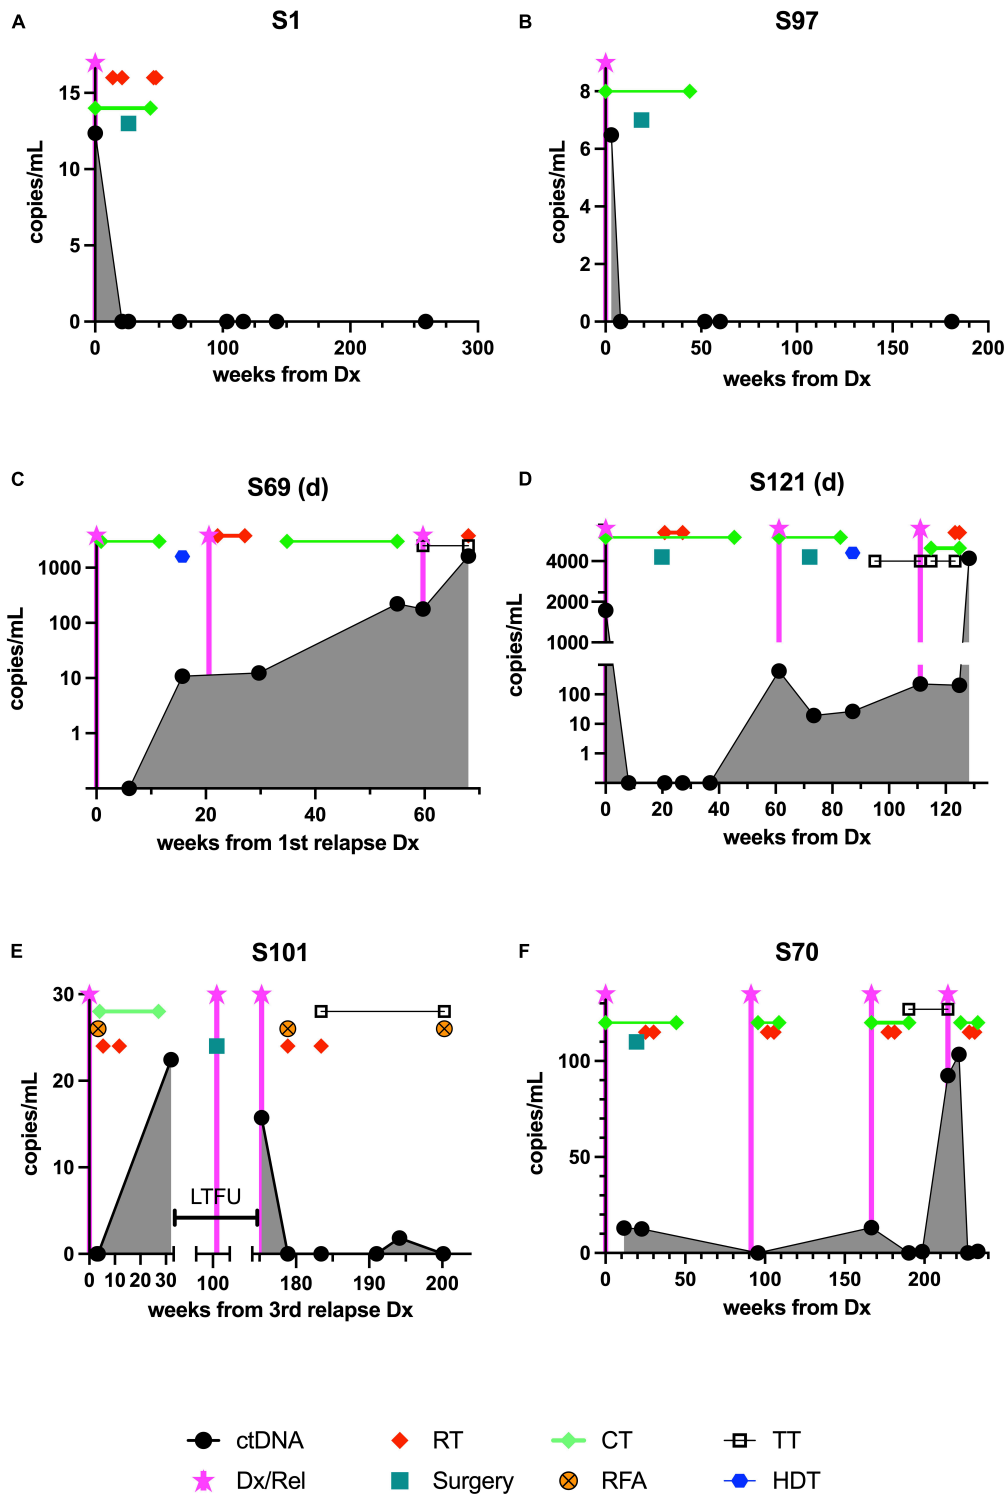 A
S1
copies/mL
15
10
5
0
0 100 200 300
weeks from Dx
B
S97
copies/mL
8
6
4
2
0
0 50 100 150 200
weeks from Dx
C
S69 (d)
copies/mL
1000
100
10
1
0 20 40 60
weeks from 1st relapse Dx
D
S121 (d)
copies/mL
4000
2000
1000
100
10
1
0 20 40 60 80 100 120
weeks from Dx
E
S101
copies/mL
30
20
10
0
LTFU
0 10 20 30 100 180 190 200
weeks from 3rd relapse Dx
F
S70
copies/mL
100
50
0
0 50 100 150 200
weeks from Dx
ctDNA RT CT TT
Dx/Rel Surgery RFA HDT